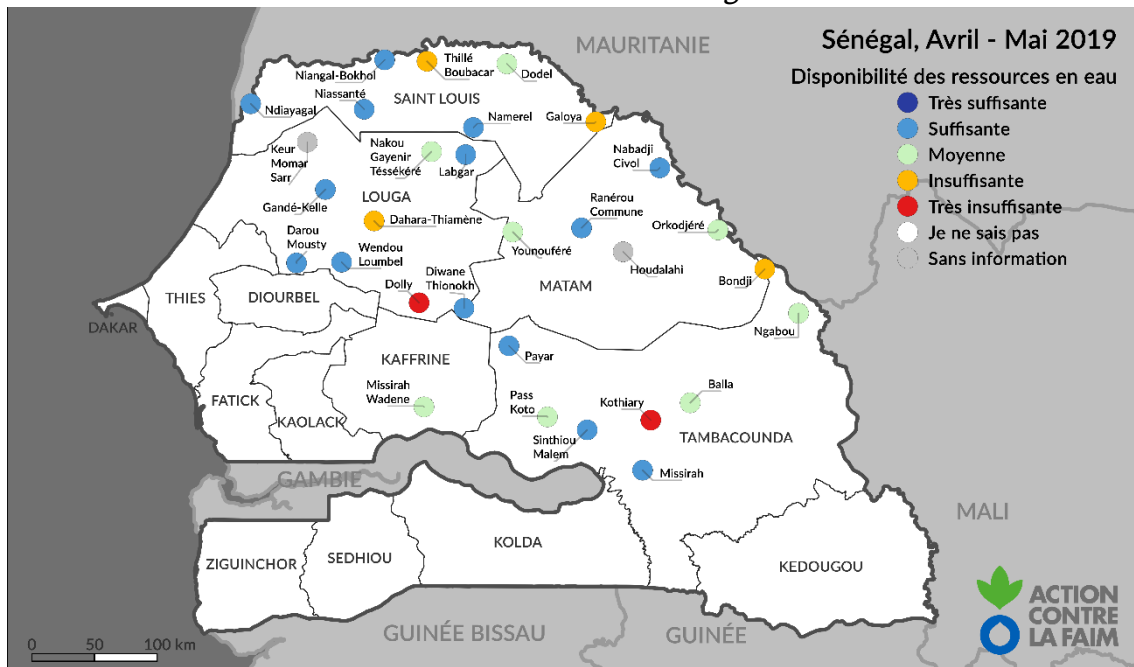 MAURITANIE
Sénégal, Avril - Mai 2019
Disponibilité des ressources en eau
Très suffisante
Suffisante
Moyenne
Insuffisante
Très insuffisante
Je ne sais pas
Sans information
Niangal-Bokhol
Thillé
Boubacar
Dodel
Niassanté
SAINT LOUIS
Ndiayagal
Namerel
Galoya
Keur
Momar
Sarr
Nakou
Gayenir
Téssékéré
Labgar
Nabadji
Civol
Gandé-Kelle
LOUGA
Ranérou
Commune
Dahara-Thiamène
Orkodjéré
Darou
Mousty
Wendou
Loumbel
Younouféré
Houdalahi
Bondji
Dolly
Diwane
Thionokh
MATAM
THIES
DIOURBEL
DAKAR
Ngabou
KAFFRINE
Payar
Missirah
Wadene
Balla
FATICK
KAOLACK
Pass
Koto
Kothiary
Sinthiou
Malem
TAMBACOUNDA
Missirah
GAMBIE
MALI
ZIGUINCHOR
SEDHIOU
KOLDA
KEDOUGOU
GUINÉE BISSAU
GUINÉE
0 50 100 km
ACTION
CONTRE
LA FAIM